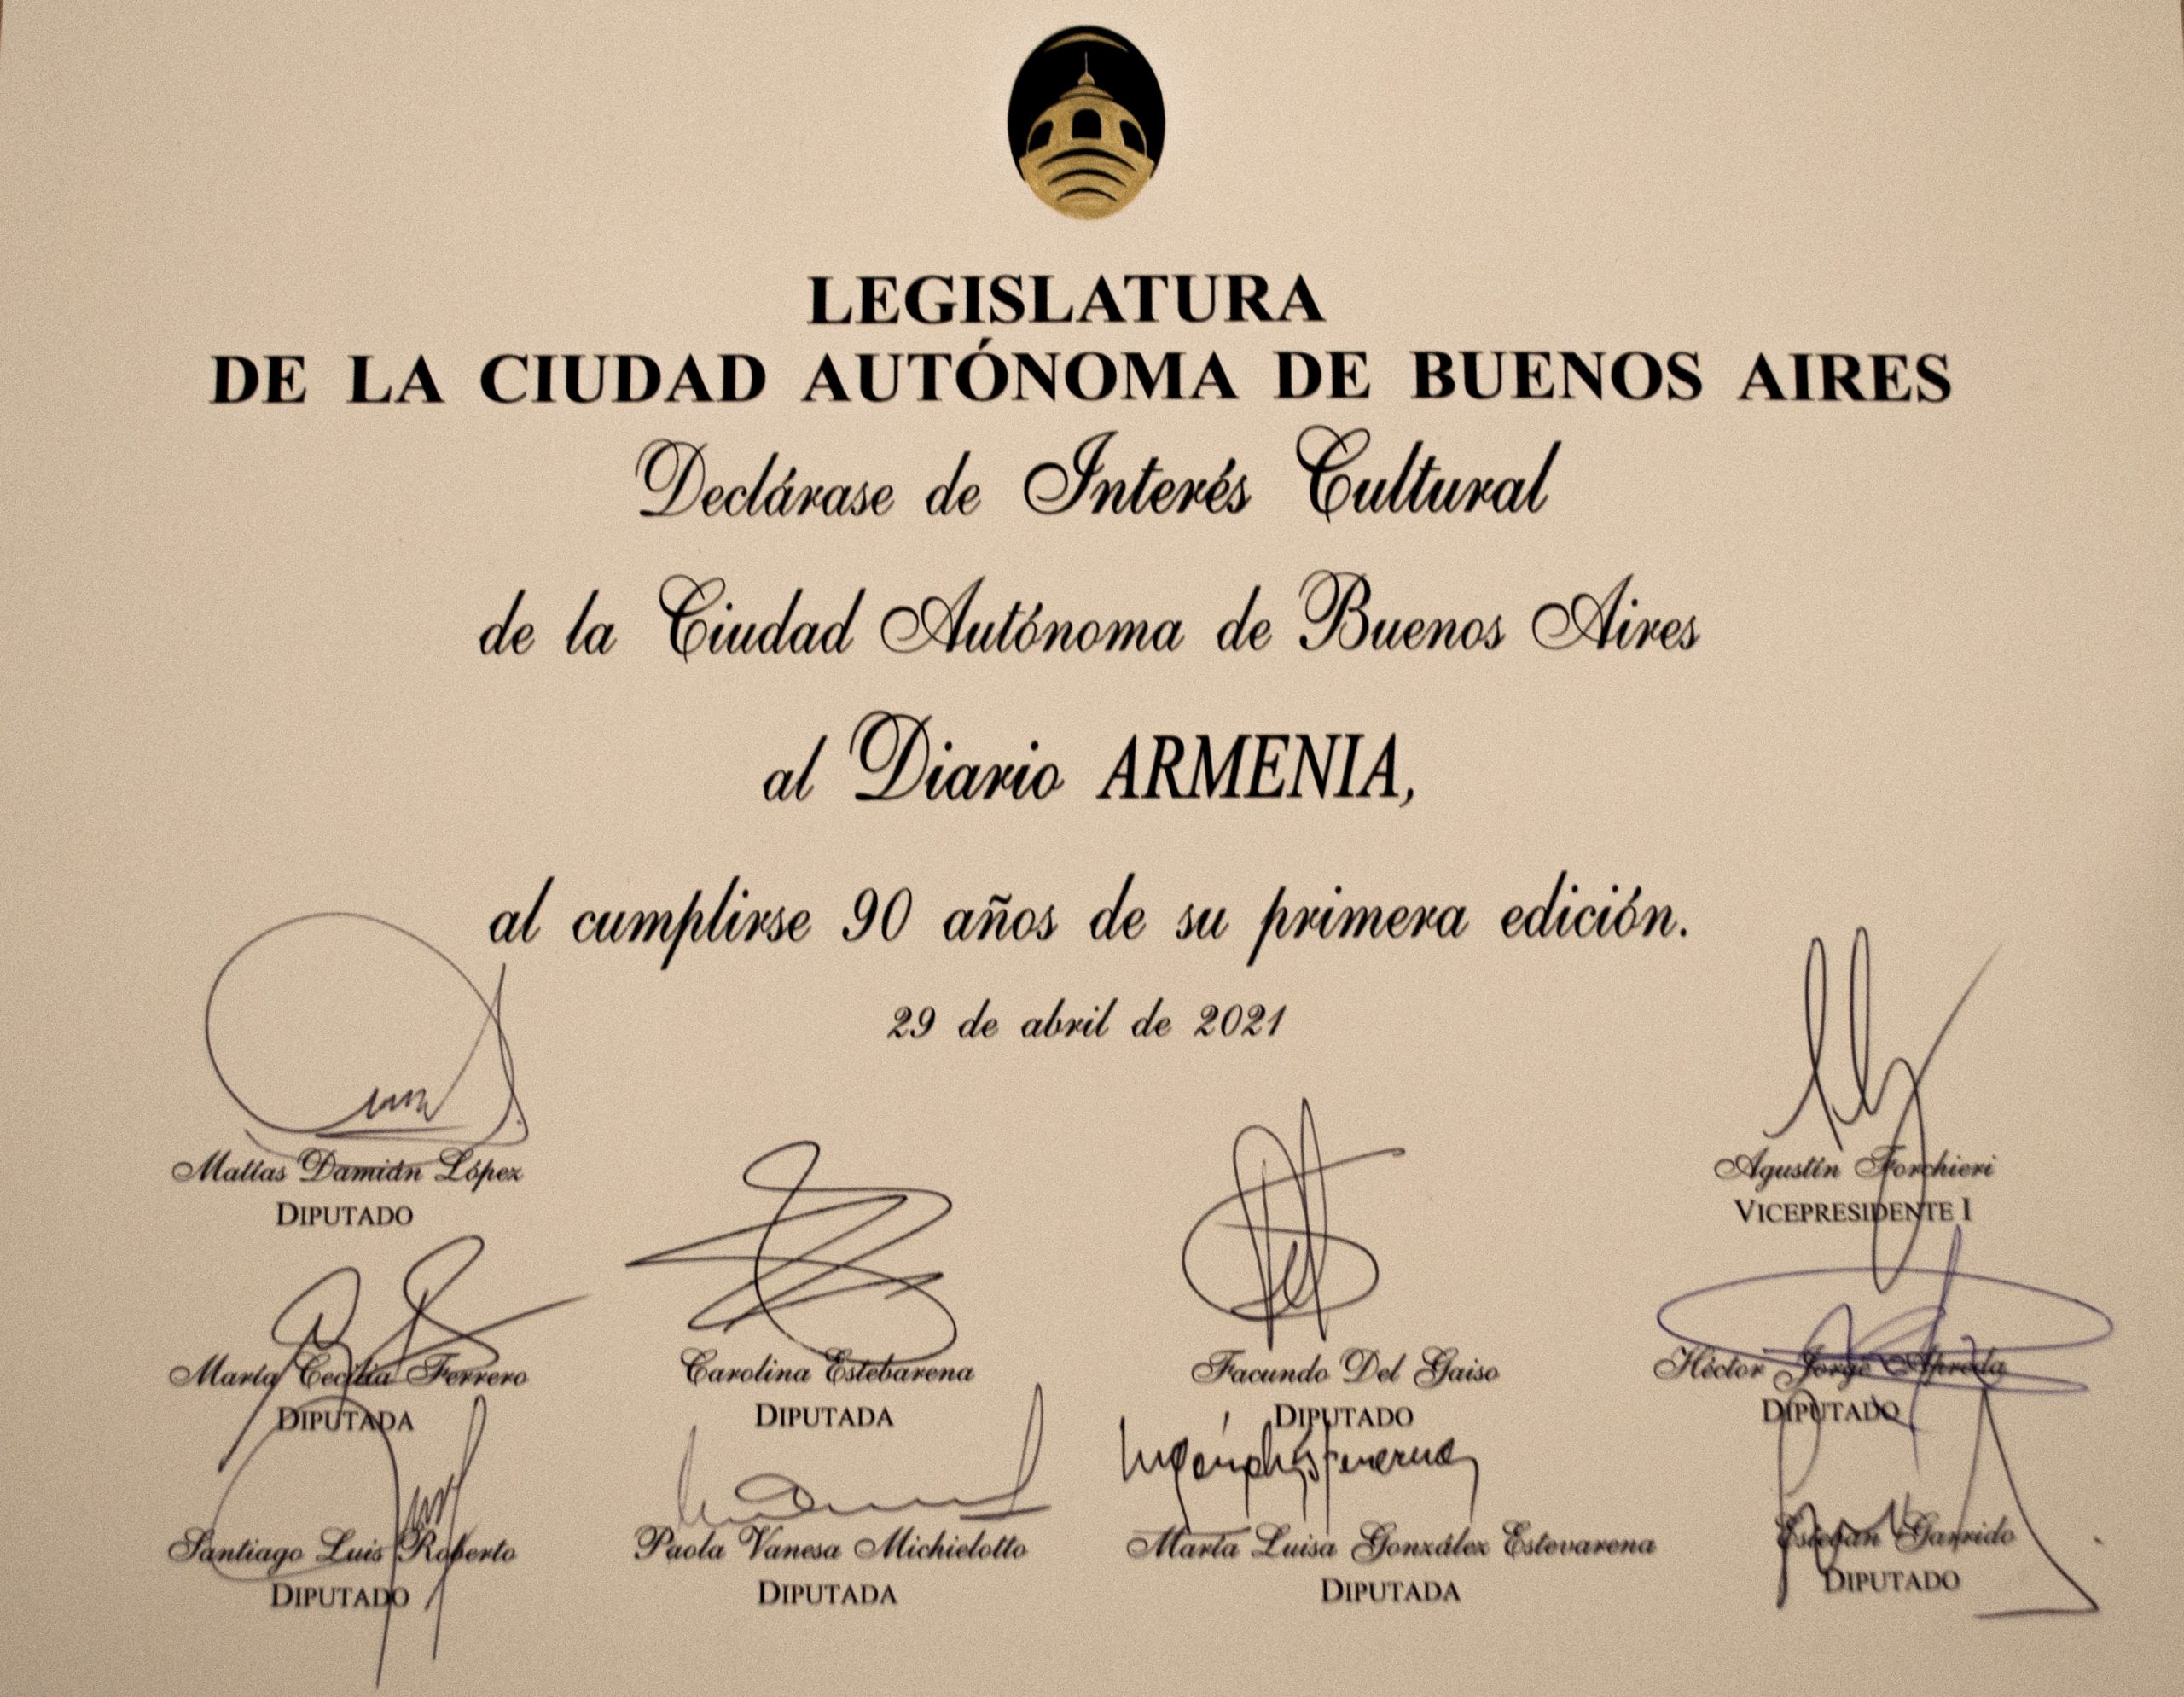 LEGISLATURA
DE LA CIUDAD AUTÓNOMA DE BUENOS AIRES
Declárase de Interés Cultural
de la Ciudad Autónoma de Buenos Aires
al Diario ARMENIA,
al cumplirse 90 años de su primera edición.
29 de abril de 2021
Matías Damián López
DIPUTADO
Agustín Forchieri
VICEPRESIDENTE I
María Cecilia Ferrero
DIPUTADA
Carolina Estebarena
DIPUTADA
Facundo Del Gaiso
DIPUTADO
Héctor Jorge Apreda
DIPUTADO
Santiago Luis Roberto
DIPUTADO
Paola Vanesa Michielotto
DIPUTADA
María Luisa González Estevarena
DIPUTADA
Esteban Garrido
DIPUTADO